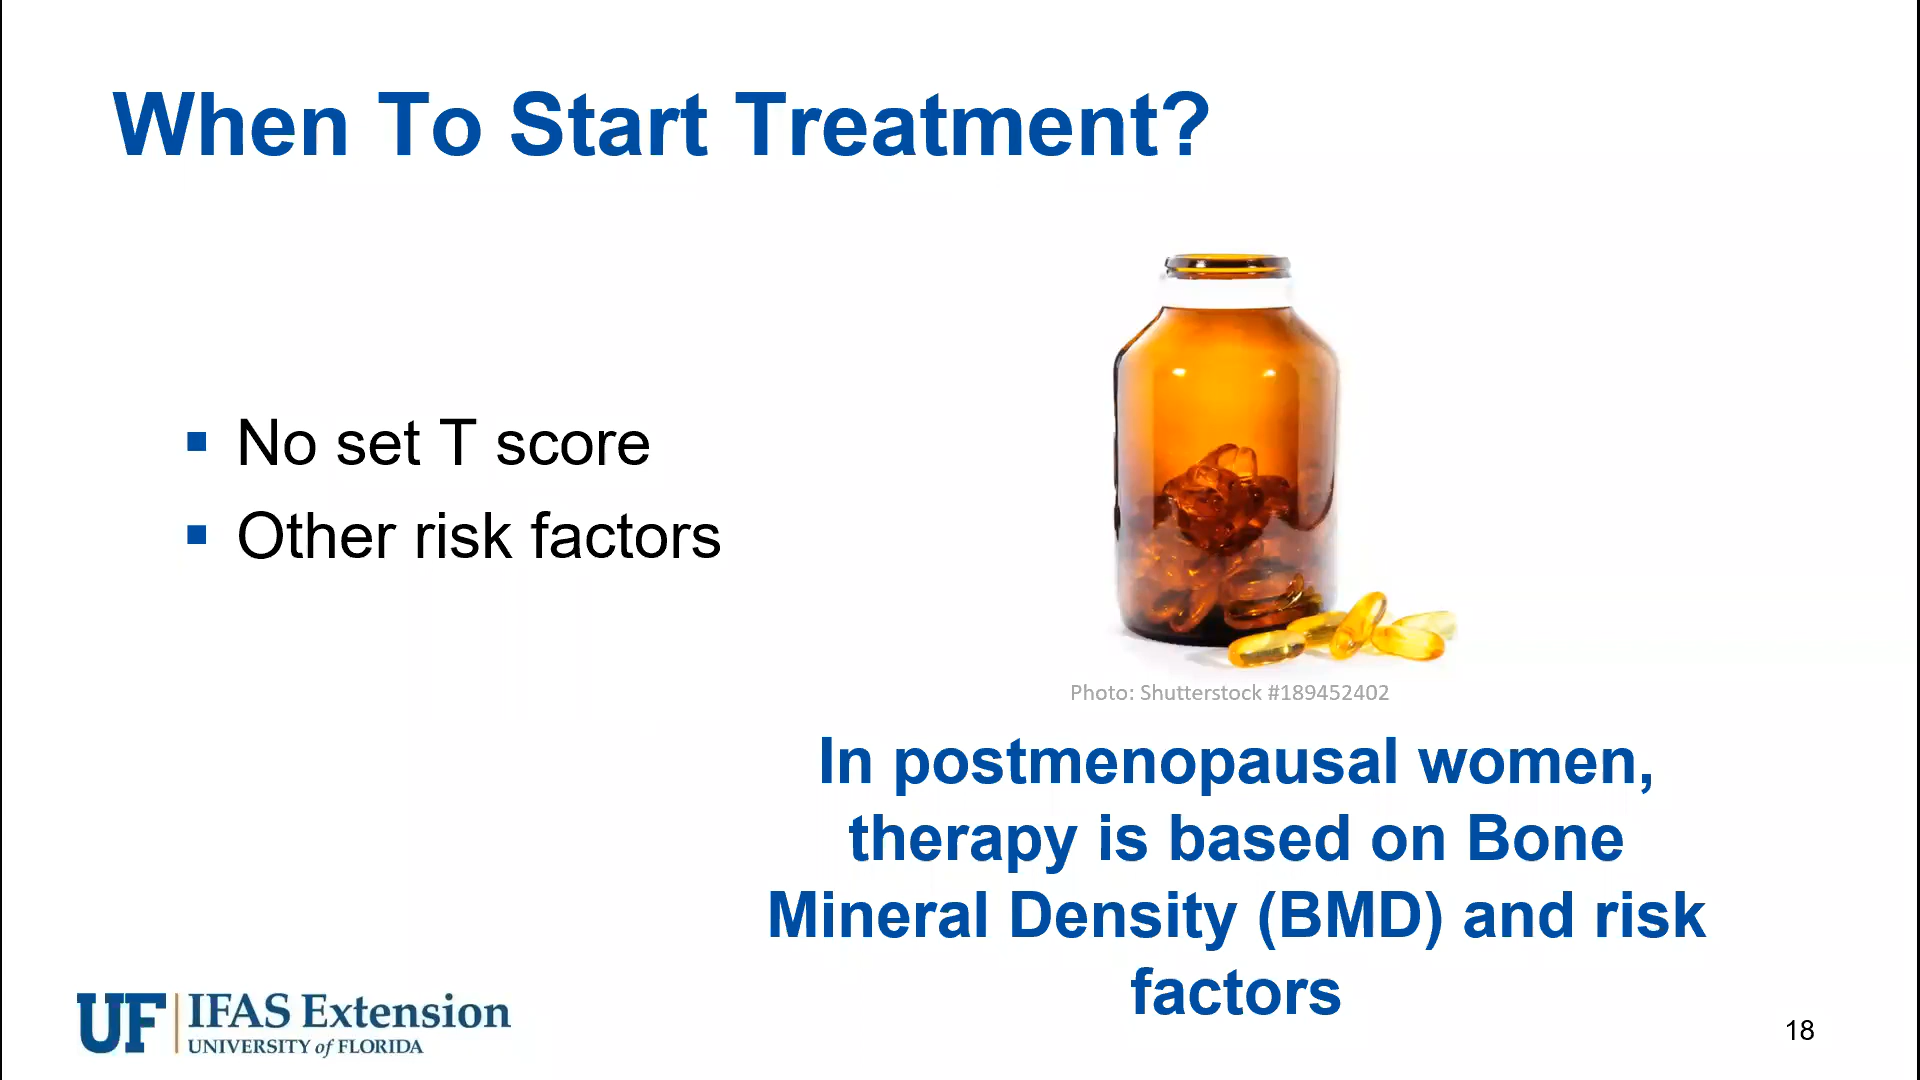 When To Start Treatment?
▪ No set T score
▪ Other risk factors
Photo: Shutterstock #189452402
In postmenopausal women,
therapy is based on Bone
Mineral Density (BMD) and risk
factors
UF IFAS Extension
UNIVERSITY of FLORIDA
18